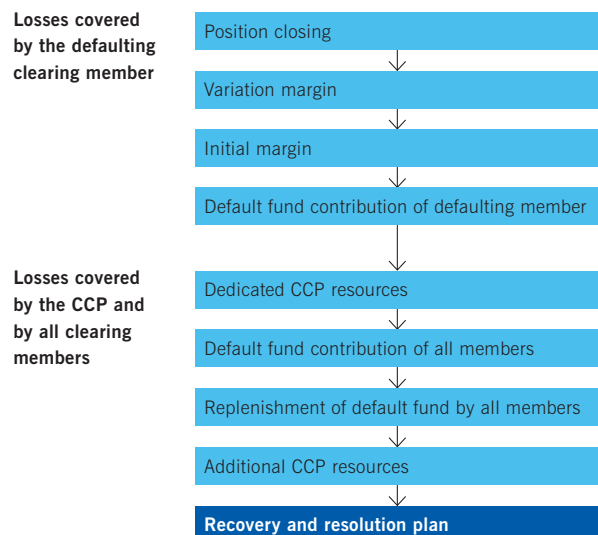 Losses covered
by the defaulting
clearing member
Position closing
Variation margin
Initial margin
Default fund contribution of defaulting member
Losses covered
by the CCP and
by all clearing
members
Dedicated CCP resources
Default fund contribution of all members
Replenishment of default fund by all members
Additional CCP resources
Recovery and resolution plan